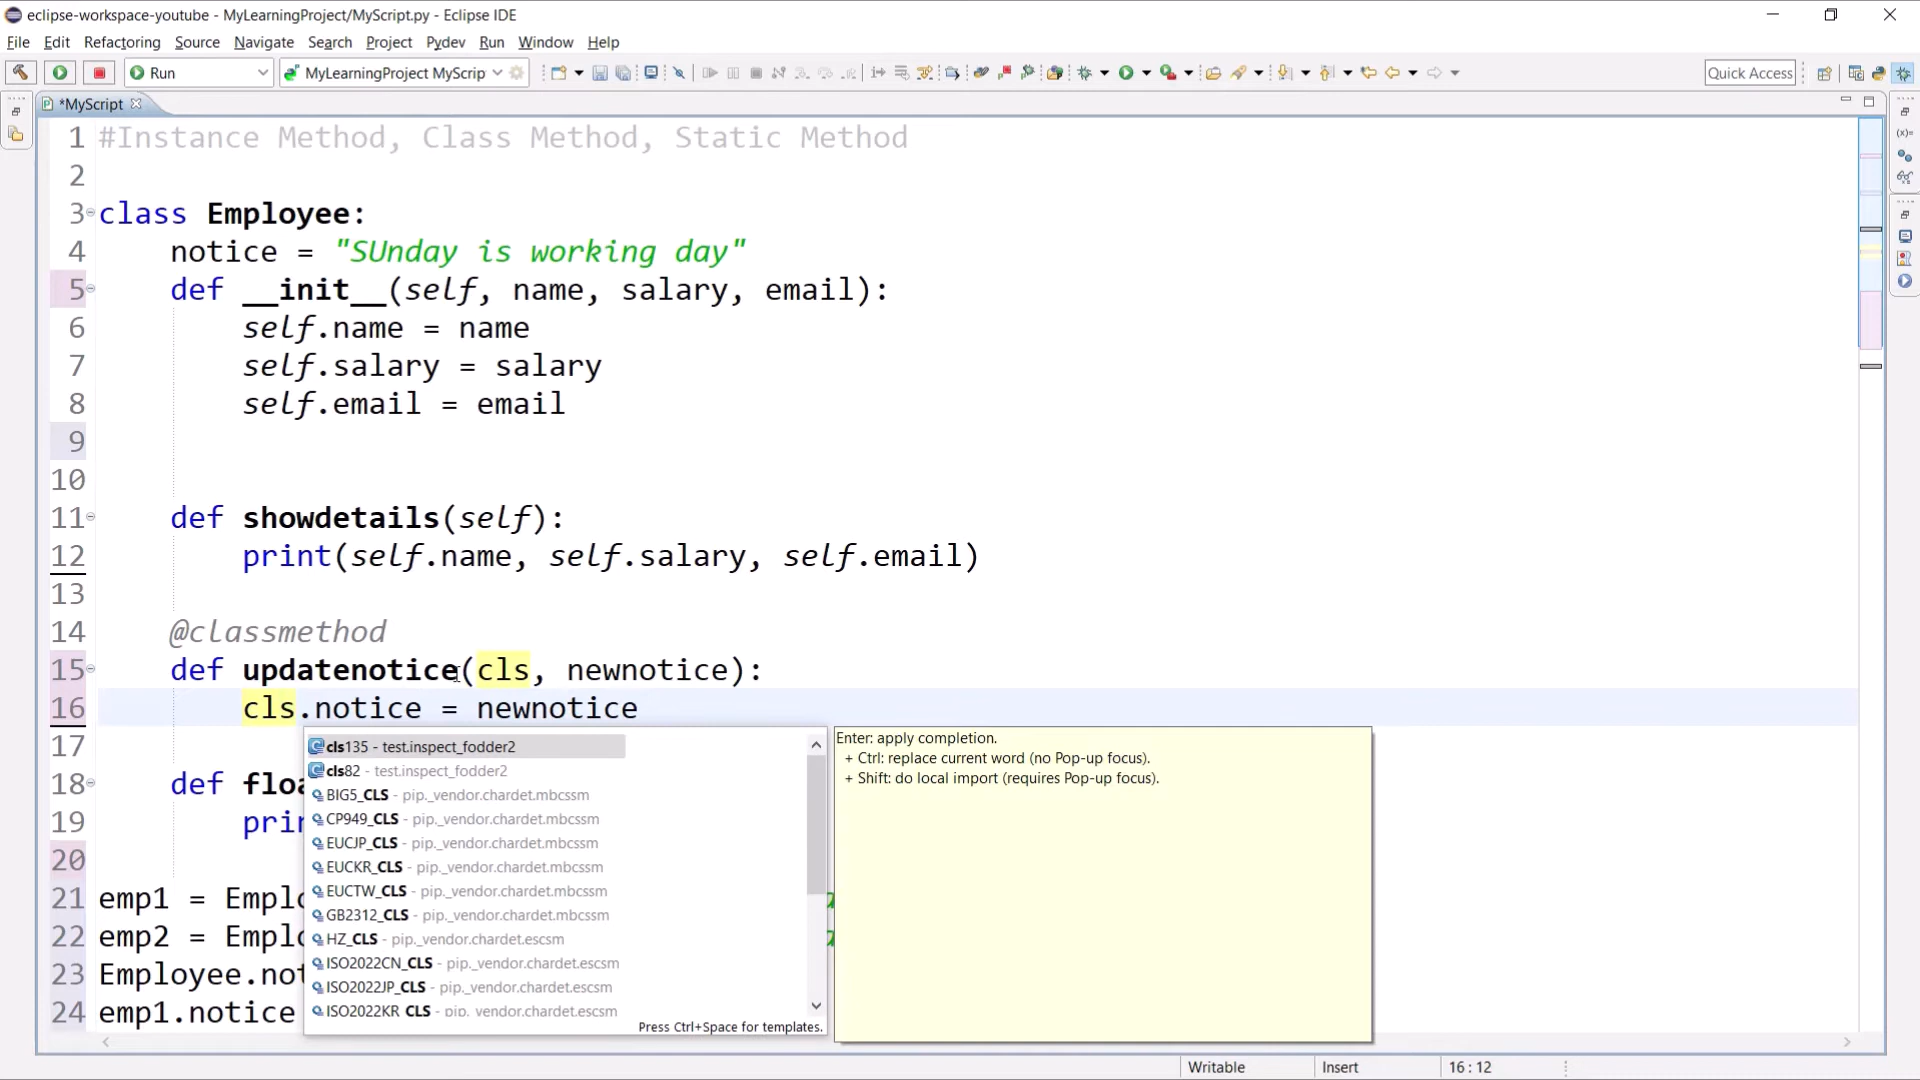 eclipse-workspace-youtube - MyLearningProject/MyScript.py - Eclipse IDE
File Edit Refactoring Source Navigate Search Project Pydev Run Window Help
Run
MyLearningProject MyScrip
Quick Access
*MyScript
1 #Instance Method, Class Method, Static Method
2
3 class Employee:
4 notice = "SUnday is working day"
5 def __init__(self, name, salary, email):
6 self.name = name
7 self.salary = salary
8 self.email = email
9
10
11 def showdetails(self):
12 print(self.name, self.salary, self.email)
13
14 @classmethod
15 def updatenotice(cls, newnotice):
16 cls.notice = newnotice
17
18 def floa
19 prin
20
21 emp1 = Emplo
22 emp2 = Emplo
23 Employee.not
24 emp1.notice
cls135 - test.inspect_fodder2
cls82 - test.inspect_fodder2
BIG5_CLS - pip._vendor.chardet.mbcssm
CP949_CLS - pip._vendor.chardet.mbcssm
EUCJP_CLS - pip._vendor.chardet.mbcssm
EUCKR_CLS - pip._vendor.chardet.mbcssm
EUCTW_CLS - pip._vendor.chardet.mbcssm
GB2312_CLS - pip._vendor.chardet.mbcssm
HZ_CLS - pip._vendor.chardet.escsm
ISO2022CN_CLS - pip._vendor.chardet.escsm
ISO2022JP_CLS - pip._vendor.chardet.escsm
ISO2022KR_CLS - pip._vendor.chardet.escsm
Press Ctrl+Space for templates.
Enter: apply completion.
+ Ctrl: replace current word (no Pop-up focus).
+ Shift: do local import (requires Pop-up focus).
Writable Insert 16 : 12